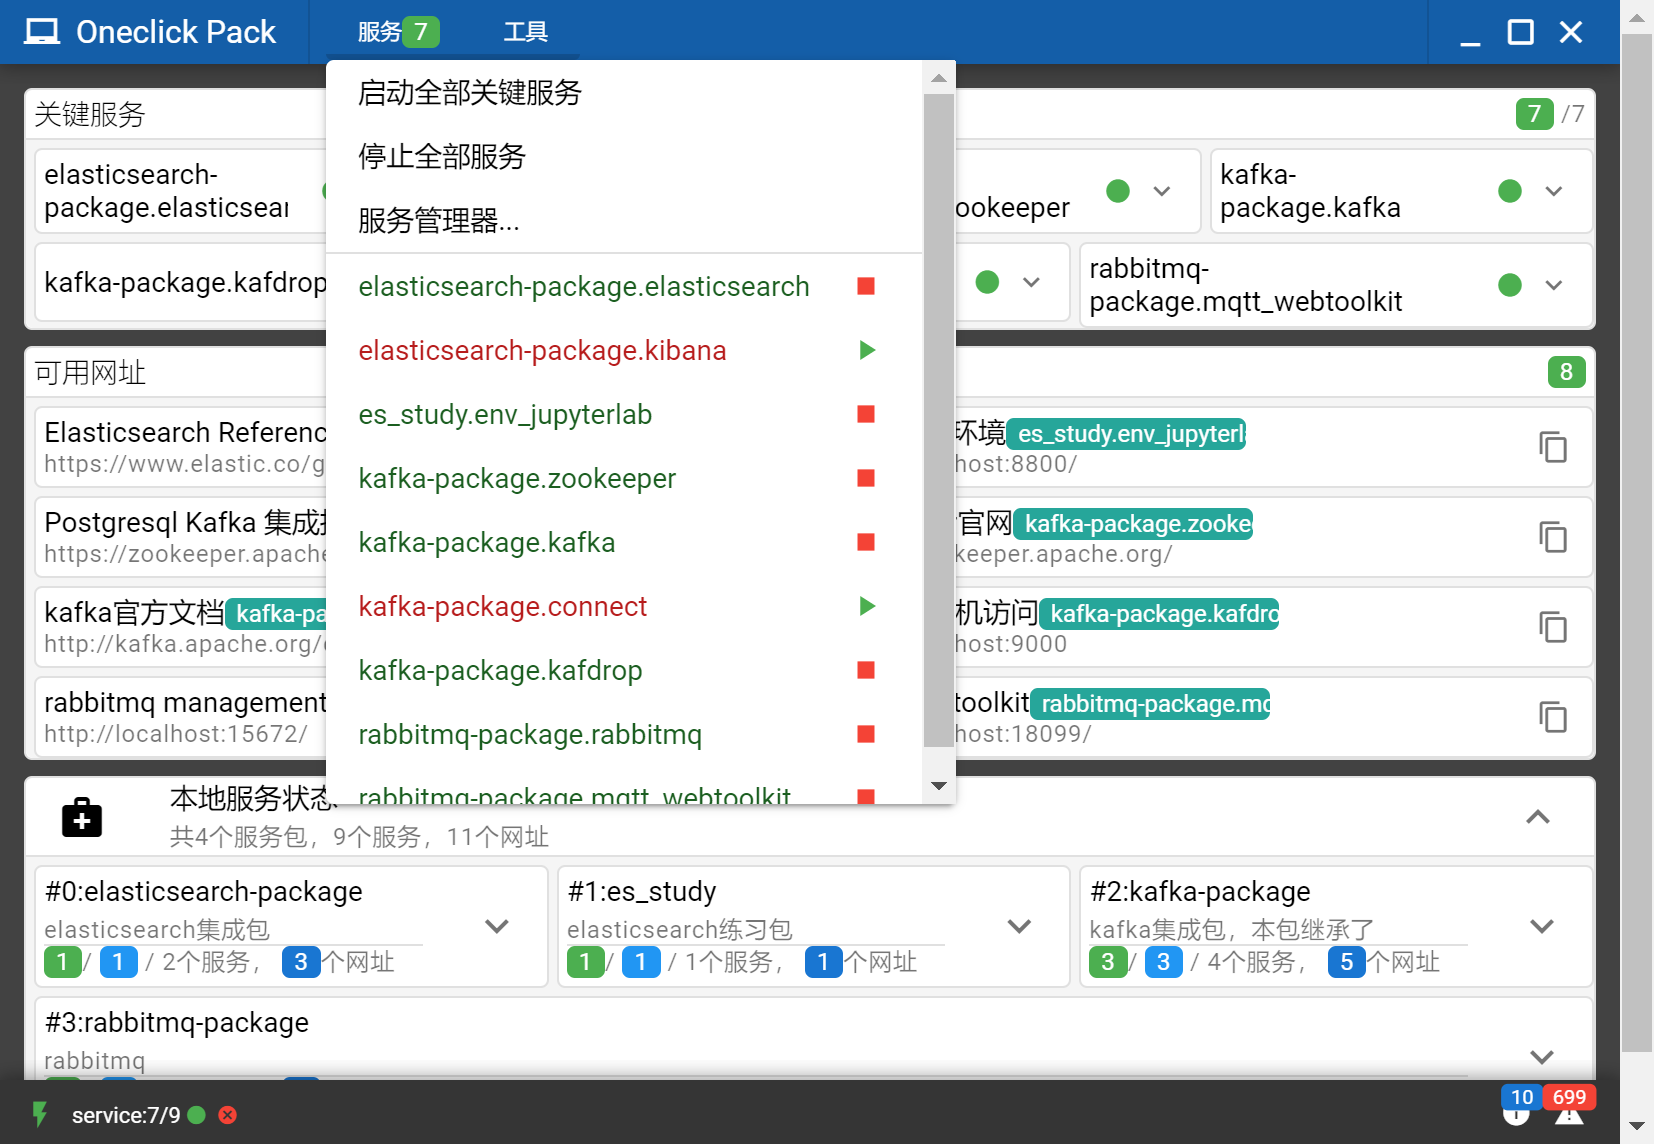 Oneclick Pack
服务 7
工具
关键服务
7 /7
启动全部关键服务
停止全部服务
服务管理器...
elasticsearch-package.elasticsearch
elasticsearch-package.kibana
es_study.env_jupyterlab
kafka-package.zookeeper
kafka-package.kafka
kafka-package.connect
kafka-package.kafdrop
rabbitmq-package.rabbitmq
rabbitmq-package.mqtt_webtoolkit
elasticsearch-
package.elasticsear
ookeeper
kafka-
package.kafka
kafka-package.kafdrop
rabbitmq-
package.mqtt_webtoolkit
可用网址
8
Elasticsearch Referenc
https://www.elastic.co/g
环境 es_study.env_jupyterl
host:8800/
Postgresql Kafka 集成
https://zookeeper.apache
官网 kafka-package.zooke
keeper.apache.org/
kafka官方文档 kafka-pa
http://kafka.apache.org/
机访问 kafka-package.kafdro
host:9000
rabbitmq management
http://localhost:15672/
toolkit rabbitmq-package.mq
host:18099/
本地服务状态
共4个服务包，9个服务，11个网址
#0:elasticsearch-package
elasticsearch集成包
1 / 1 / 2个服务， 3 个网址
#1:es_study
elasticsearch练习包
1 / 1 / 1个服务， 1 个网址
#2:kafka-package
kafka集成包，本包继承了
3 / 3 / 4个服务， 5 个网址
#3:rabbitmq-package
rabbitmq
service:7/9
10
699